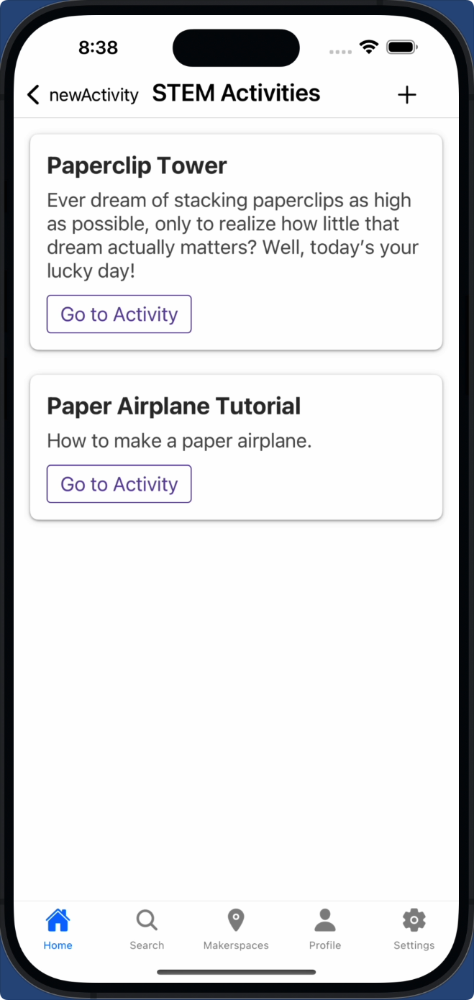 8:38
newActivity STEM Activities +
Paperclip Tower
Ever dream of stacking paperclips as high
as possible, only to realize how little that
dream actually matters? Well, today’s your
lucky day!
Go to Activity
Paper Airplane Tutorial
How to make a paper airplane.
Go to Activity
Home Search Makerspaces Profile Settings